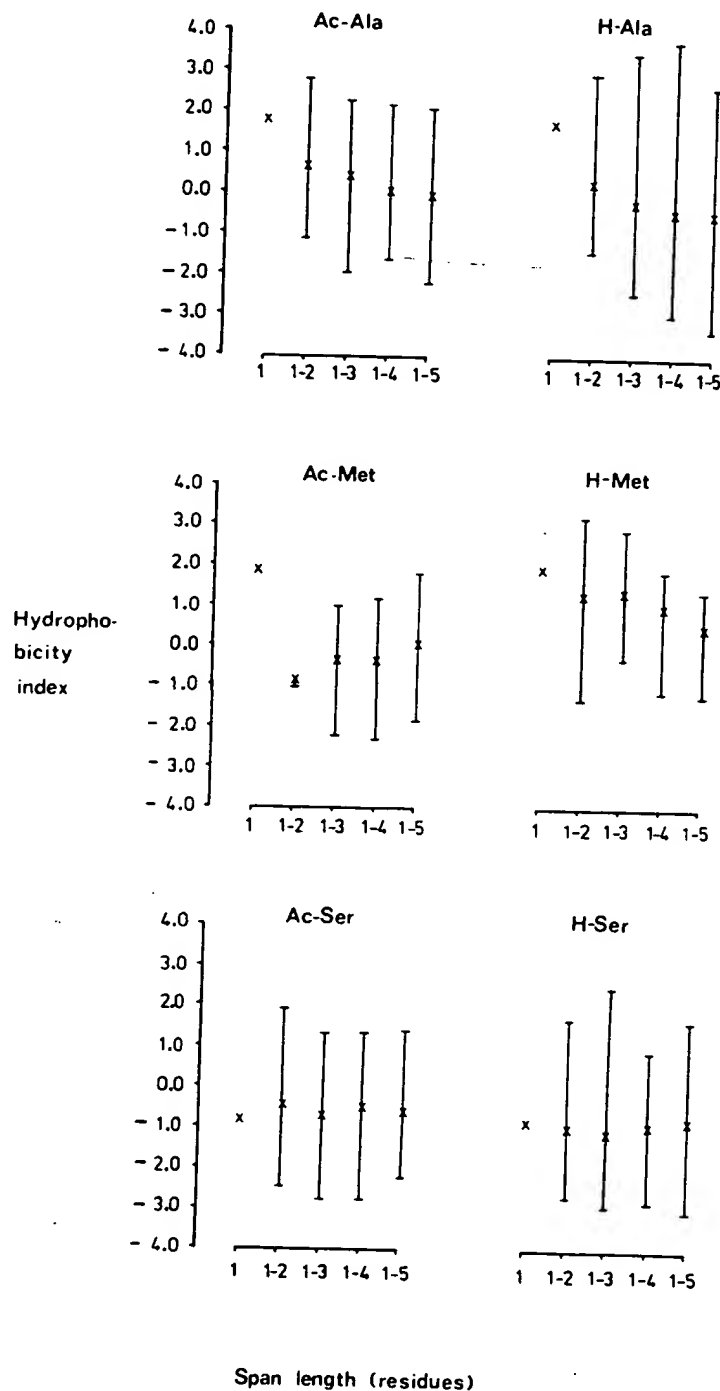 Ac-Ala
H-Ala
4.0
3.0
2.0
1.0
0.0
- 1.0
- 2.0
- 3.0
- 4.0
1 1-2 1-3 1-4 1-5
1 1-2 1-3 1-4 1-5
Ac-Met
H-Met
4.0
3.0
2.0
1.0
0.0
- 1.0
- 2.0
- 3.0
- 4.0
Hydropho-
bicity
index
1 1-2 1-3 1-4 1-5
1 1-2 1-3 1-4 1-5
Ac-Ser
H-Ser
4.0
3.0
2.0
1.0
0.0
- 1.0
- 2.0
- 3.0
- 4.0
1 1-2 1-3 1-4 1-5
1 1-2 1-3 1-4 1-5
Span length (residues)